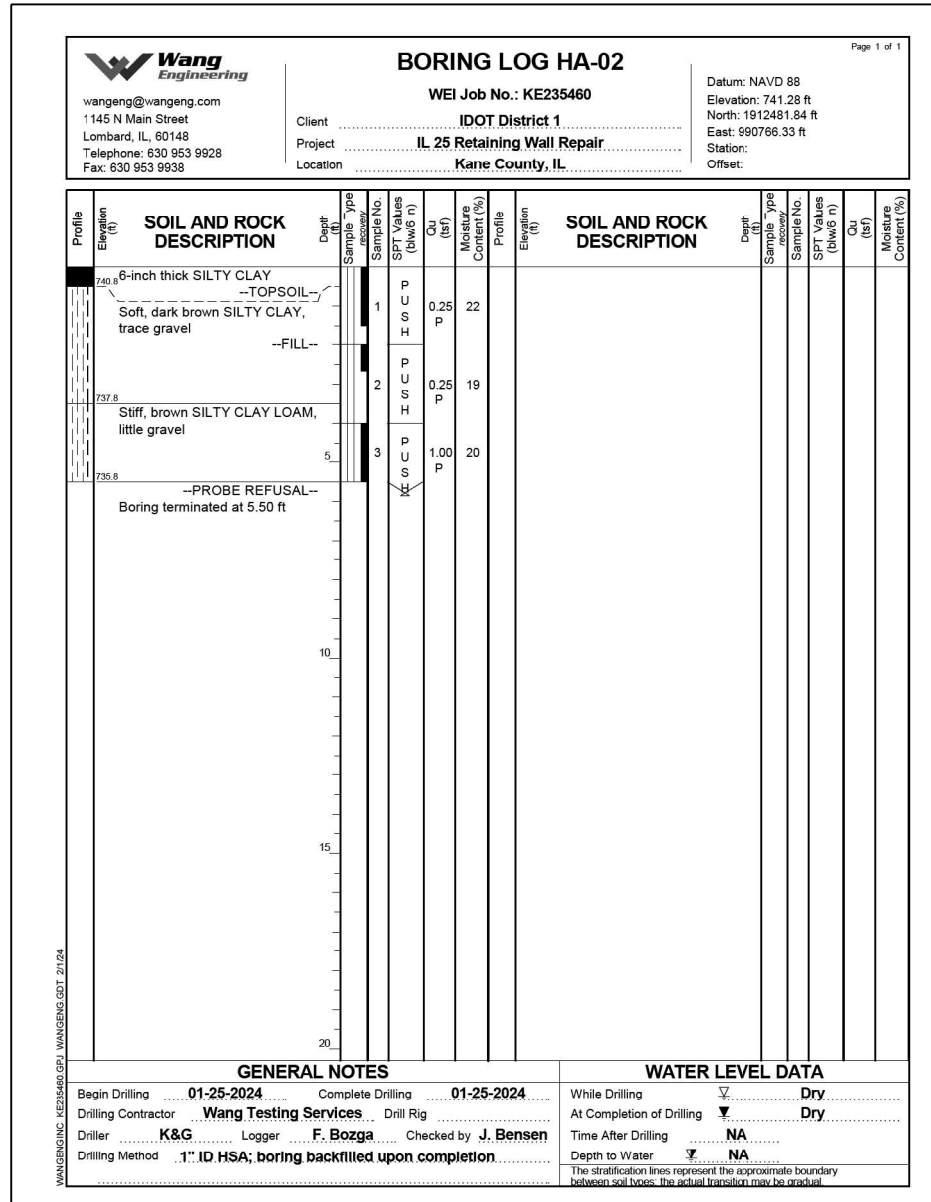 Page 1 of 1
Wang
Engineering
wangeng@wangeng.com
1145 N Main Street
Lombard, IL, 60148
Telephone: 630 953 9928
Fax: 630 953 9938
BORING LOG HA-02
WEI Job No.: KE235460
Client IDOT District 1
Project IL 25 Retaining Wall Repair
Location Kane County, IL
Datum: NAVD 88
Elevation: 741.28 ft
North: 1912481.84 ft
East: 990766.33 ft
Station:
Offset:
Profile
Elevation (ft)
SOIL AND ROCK
DESCRIPTION
Depth (ft)
Sample Type
recovery
Sample No.
SPT Values (blw/6 in)
Qu (tsf)
Moisture Content (%)
Profile
Elevation (ft)
SOIL AND ROCK
DESCRIPTION
Depth (ft)
Sample Type
recovery
Sample No.
SPT Values (blw/6 in)
Qu (tsf)
Moisture Content (%)
740.8 6-inch thick SILTY CLAY
--TOPSOIL--
Soft, dark brown SILTY CLAY,
trace gravel
--FILL--
1 PUSH 0.25 P 22
2 PUSH 0.25 P 19
737.8
Stiff, brown SILTY CLAY LOAM,
little gravel
5 3 PUSH 1.00 P 20
735.8
--PROBE REFUSAL--
Boring terminated at 5.50 ft
10
15
20
WANGENGINC KE235460.GPJ WANGENG.GDT 2/1/24
GENERAL NOTES
Begin Drilling 01-25-2024 Complete Drilling 01-25-2024
Drilling Contractor Wang Testing Services Drill Rig
Driller K&G Logger F. Bozga Checked by J. Bensen
Drilling Method 1" ID HSA; boring backfilled upon completion
WATER LEVEL DATA
While Drilling Dry
At Completion of Drilling Dry
Time After Drilling NA
Depth to Water NA
The stratification lines represent the approximate boundary
between soil types; the actual transition may be gradual.